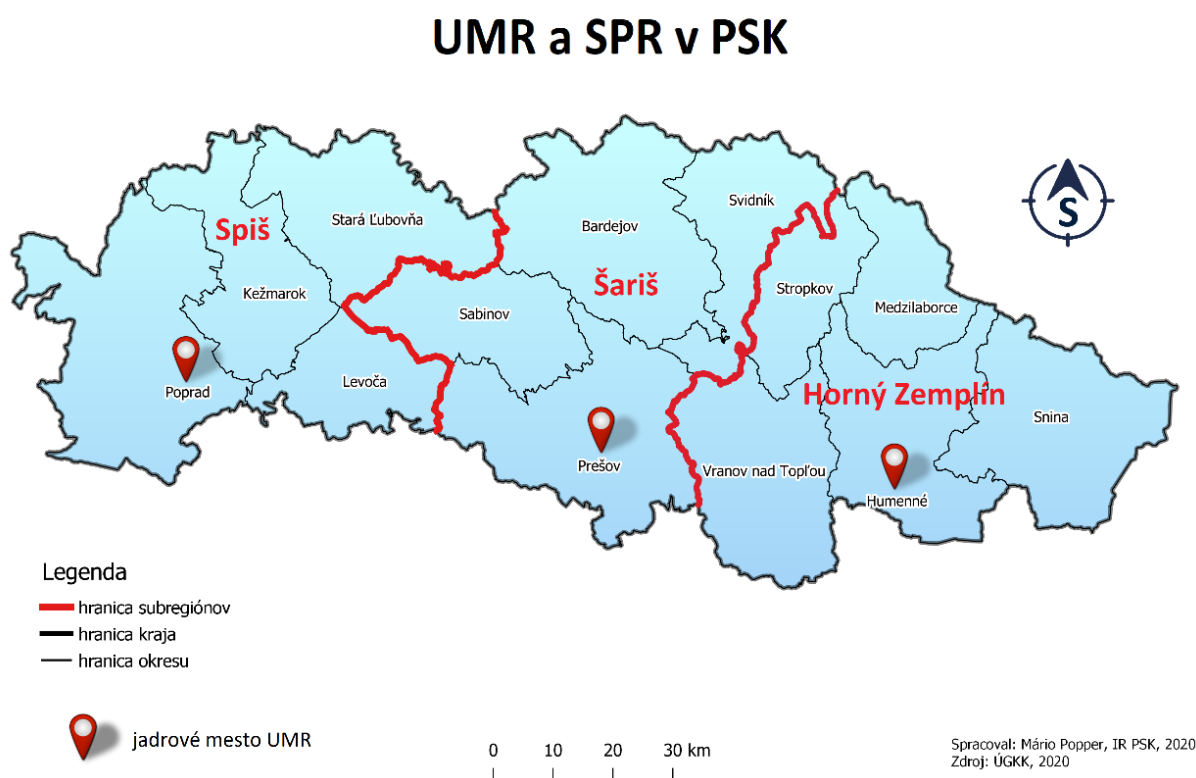 UMR a SPR v PSK
Svidník
Stará Ľubovňa
Bardejov
Spiš
S
Šariš
Kežmarok
Stropkov
Medzilaborce
Sabinov
Levoča
Poprad
Horný Zemplín
Snina
Prešov
Vranov nad Topľou
Humenné
Legenda
hranica subregiónov
hranica kraja
hranica okresu
jadrové mesto UMR
0 10 20 30 km
Spracoval: Mário Popper, IR PSK, 2020
Zdroj: ÚGKK, 2020